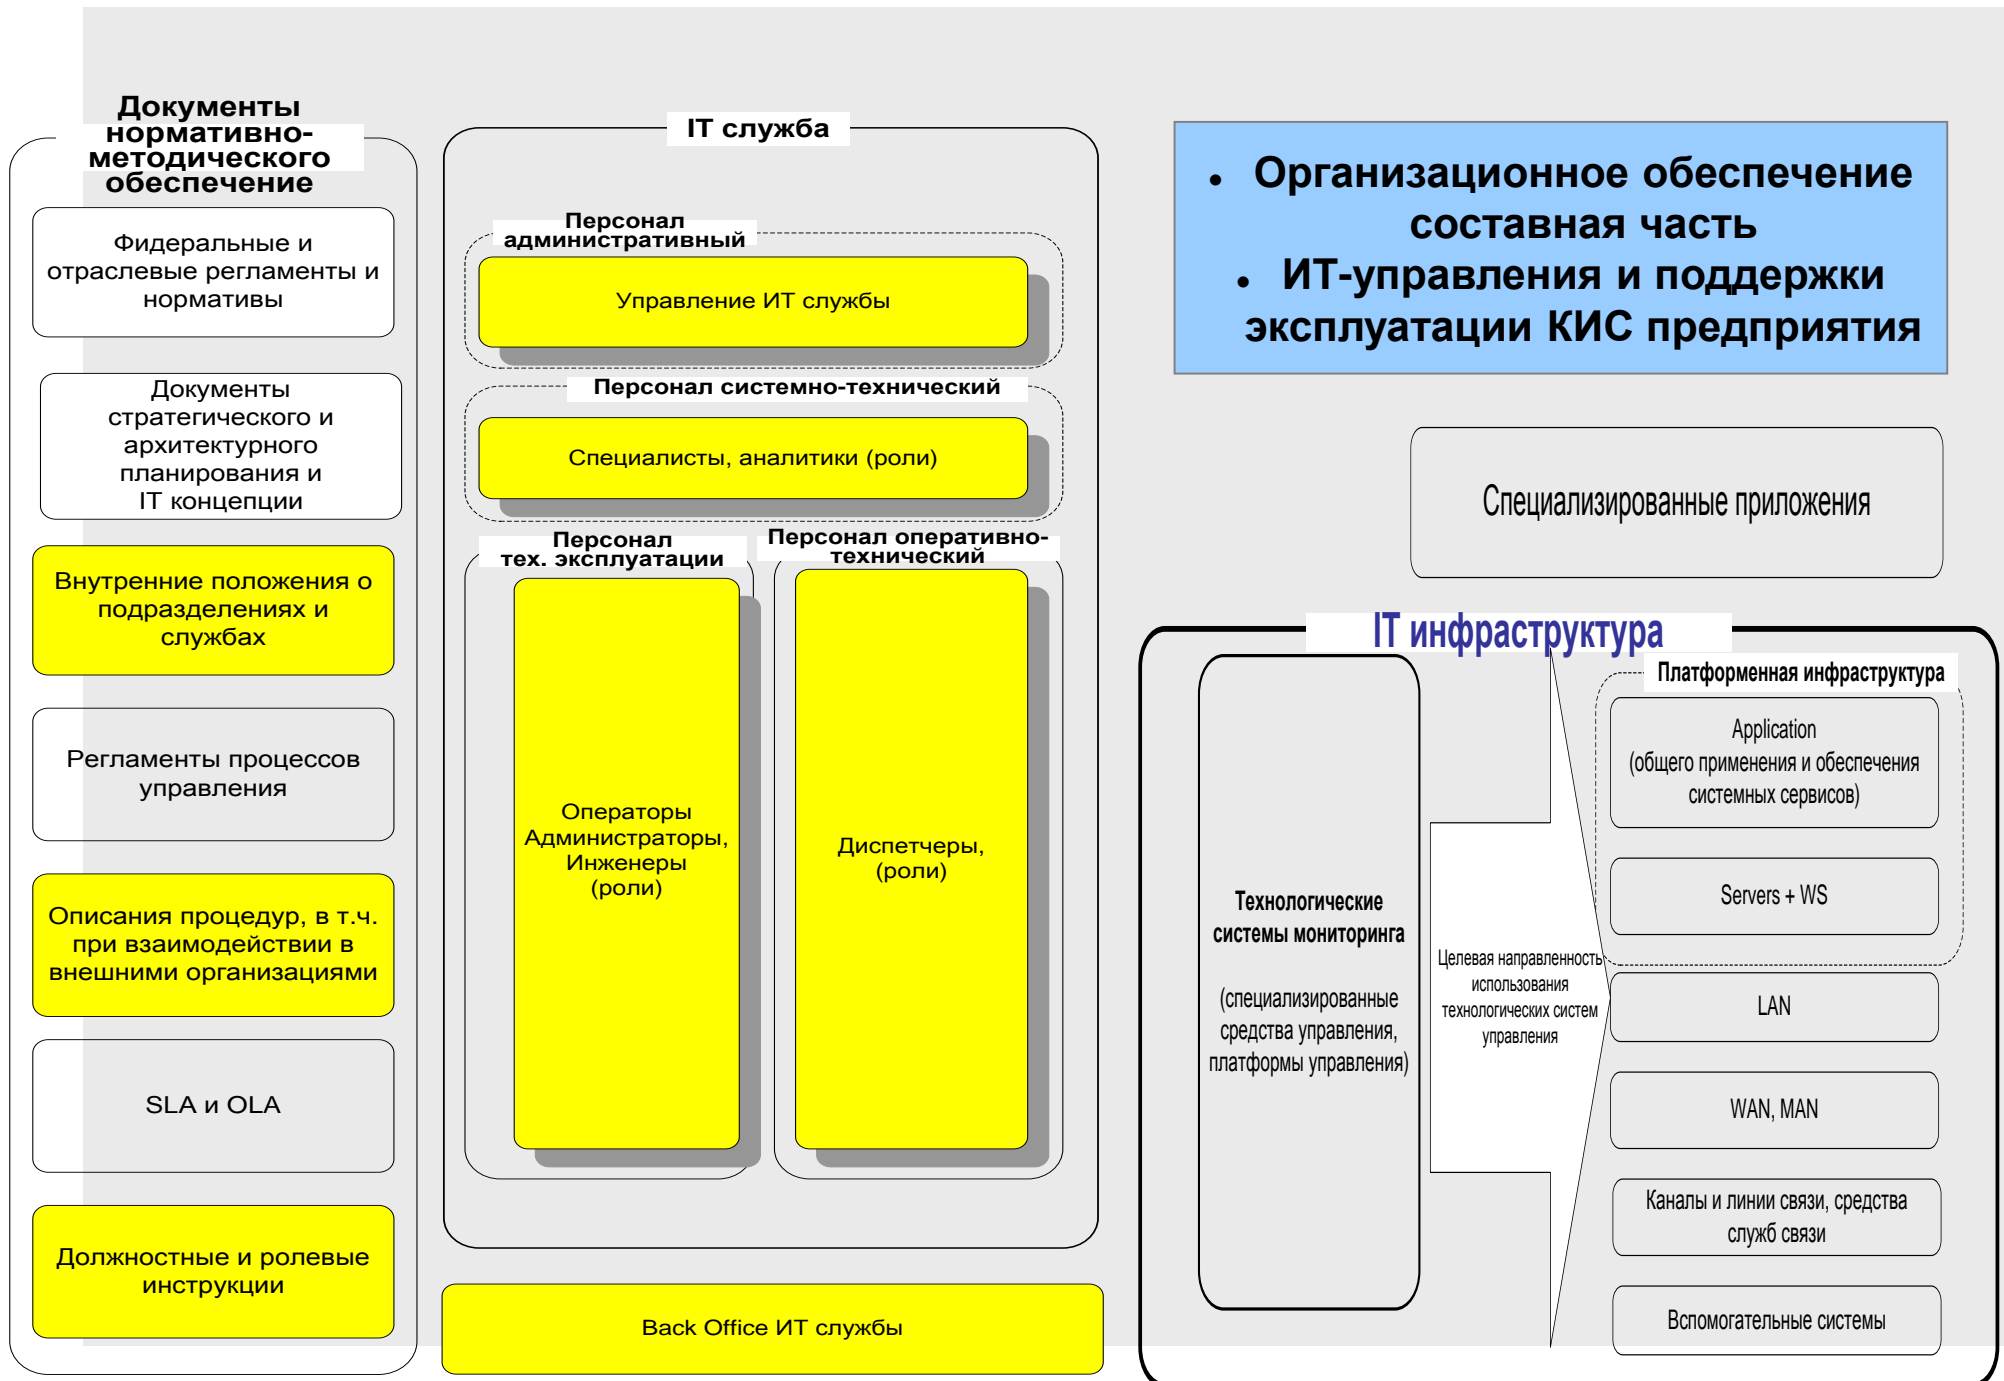 Документы
нормативно-
методического
обеспечение
Фидеральные и
отраслевые регламенты и
нормативы
Документы
стратегического и
архитектурного
планирования и
IT концепции
Внутренние положения о
подразделениях и
службах
Регламенты процессов
управления
Описания процедур, в т.ч.
при взаимодействии в
внешними организациями
SLA и OLA
Должностные и ролевые
инструкции
IT служба
Персонал
административный
Управление ИТ службы
Персонал системно-технический
Специалисты, аналитики (роли)
Персонал
тех. эксплуатации
Операторы
Администраторы,
Инженеры
(роли)
Персонал оперативно-
технический
Диспетчеры,
(роли)
Back Office ИТ службы
• Организационное обеспечение
составная часть
• ИТ-управления и поддержки
эксплуатации КИС предприятия
Специализированные приложения
IT инфраструктура
Технологические
системы мониторинга
(специализированные
средства управления,
платформы управления)
Целевая направленность
использования
технологических систем
управления
Платформенная инфраструктура
Application
(общего применения и обеспечения
системных сервисов)
Servers + WS
LAN
WAN, MAN
Каналы и линии связи, средства
служб связи
Вспомогательные системы